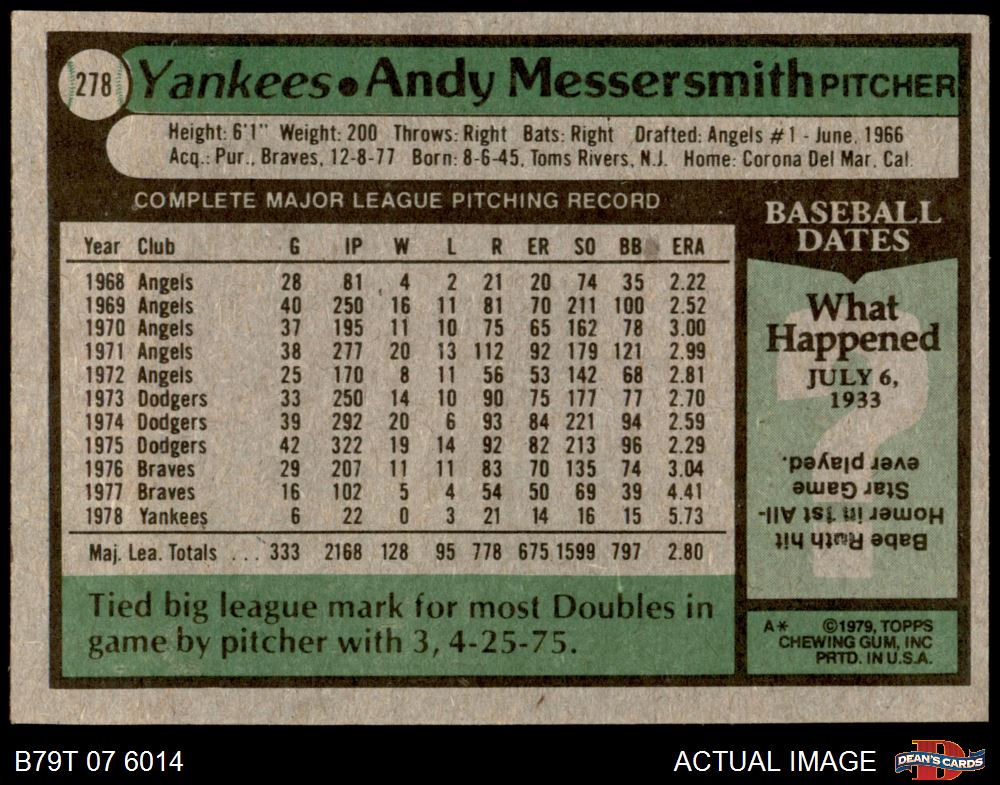 278 Yankees • Andy Messersmith PITCHER
Height: 6'1" Weight: 200 Throws: Right Bats: Right Drafted: Angels #1 - June, 1966
Acq.: Pur., Braves, 12-8-77 Born: 8-6-45, Toms Rivers, N.J. Home: Corona Del Mar, Cal.
COMPLETE MAJOR LEAGUE PITCHING RECORD
Year Club G IP W L R ER SO BB ERA
1968 Angels 28 81 4 2 21 20 74 35 2.22
1969 Angels 40 250 16 11 81 70 211 100 2.52
1970 Angels 37 195 11 10 75 65 162 78 3.00
1971 Angels 38 277 20 13 112 92 179 121 2.99
1972 Angels 25 170 8 11 56 53 142 68 2.81
1973 Dodgers 33 250 14 10 90 75 177 77 2.70
1974 Dodgers 39 292 20 6 93 84 221 94 2.59
1975 Dodgers 42 322 19 14 92 82 213 96 2.29
1976 Braves 29 207 11 11 83 70 135 74 3.04
1977 Braves 16 102 5 4 54 50 69 39 4.41
1978 Yankees 6 22 0 3 21 14 16 15 5.73
Maj. Lea. Totals ... 333 2168 128 95 778 675 1599 797 2.80
Tied big league mark for most Doubles in
game by pitcher with 3, 4-25-75.
BASEBALL
DATES
What
Happened
JULY 6,
1933
Babe Ruth hit
Homer in 1st All-
Star Game
ever played.
A* ©1979, TOPPS
CHEWING GUM, INC
PRTD. IN U.S.A.
B79T 07 6014
ACTUAL IMAGE
D
DEAN'S CARDS